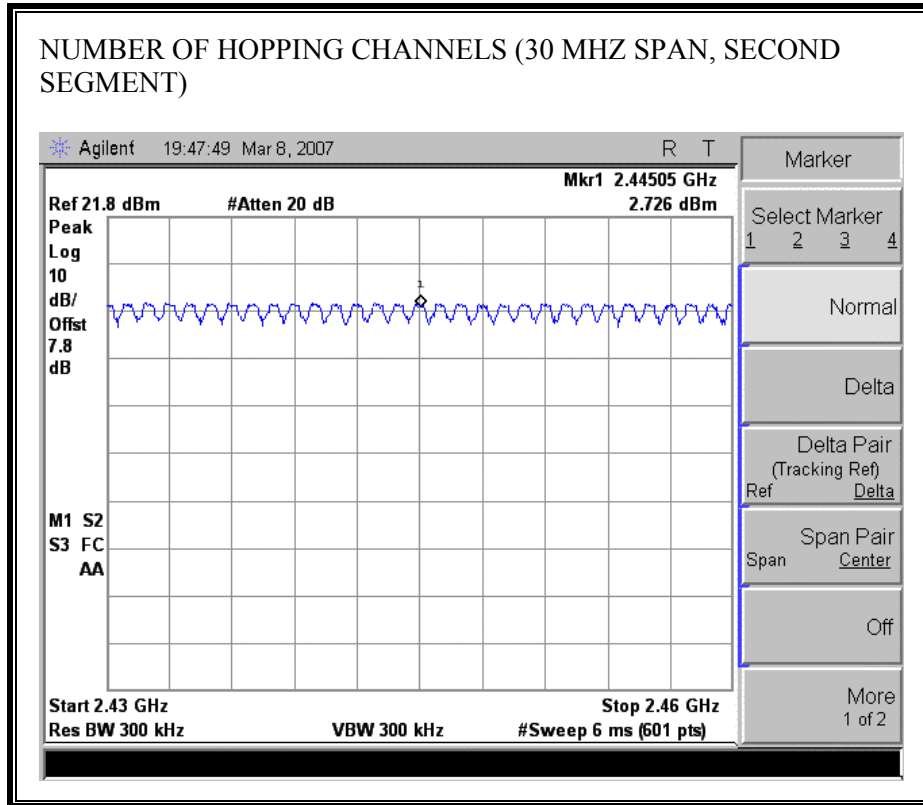 NUMBER OF HOPPING CHANNELS (30 MHZ SPAN, SECOND
SEGMENT)
Agilent 19:47:49 Mar 8, 2007 R T
Mkr1 2.44505 GHz
Ref 21.8 dBm #Atten 20 dB 2.726 dBm
Peak
Log
10
dB/
Offst
7.8
dB
1
M1 S2
S3 FC
AA
Start 2.43 GHz Stop 2.46 GHz
Res BW 300 kHz VBW 300 kHz #Sweep 6 ms (601 pts)
Marker
Select Marker
1 2 3 4
Normal
Delta
Delta Pair
(Tracking Ref)
Ref Delta
Span Pair
Span Center
Off
More
1 of 2